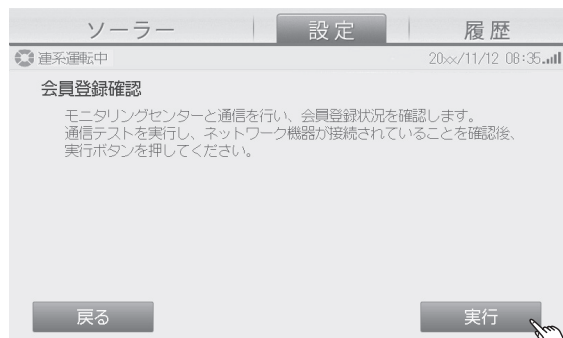 ソーラー 設定 履歴
連系運転中 20xx/11/12 08:35
会員登録確認
モニタリングセンターと通信を行い、会員登録状況を確認します。
通信テストを実行し、ネットワーク機器が接続されていることを確認後、
実行ボタンを押してください。
戻る 実行